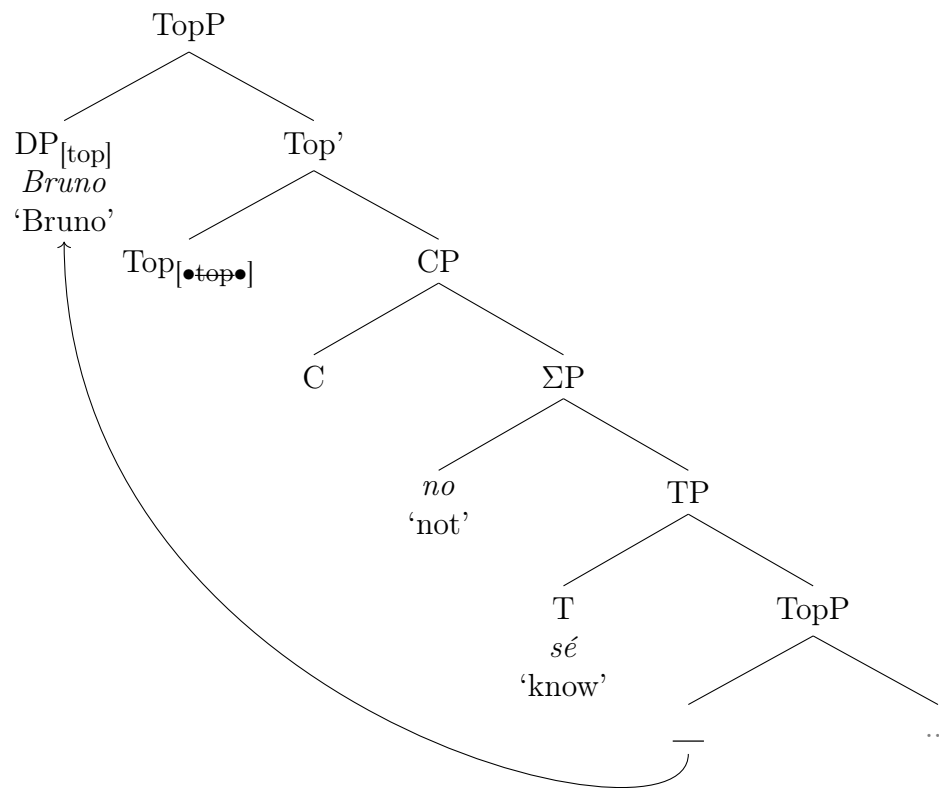 TopP
DP[top] Top'
Bruno
‘Bruno’
Top[•top•] CP
C ΣP
no TP
‘not’
T TopP
sé
‘know’
— ..